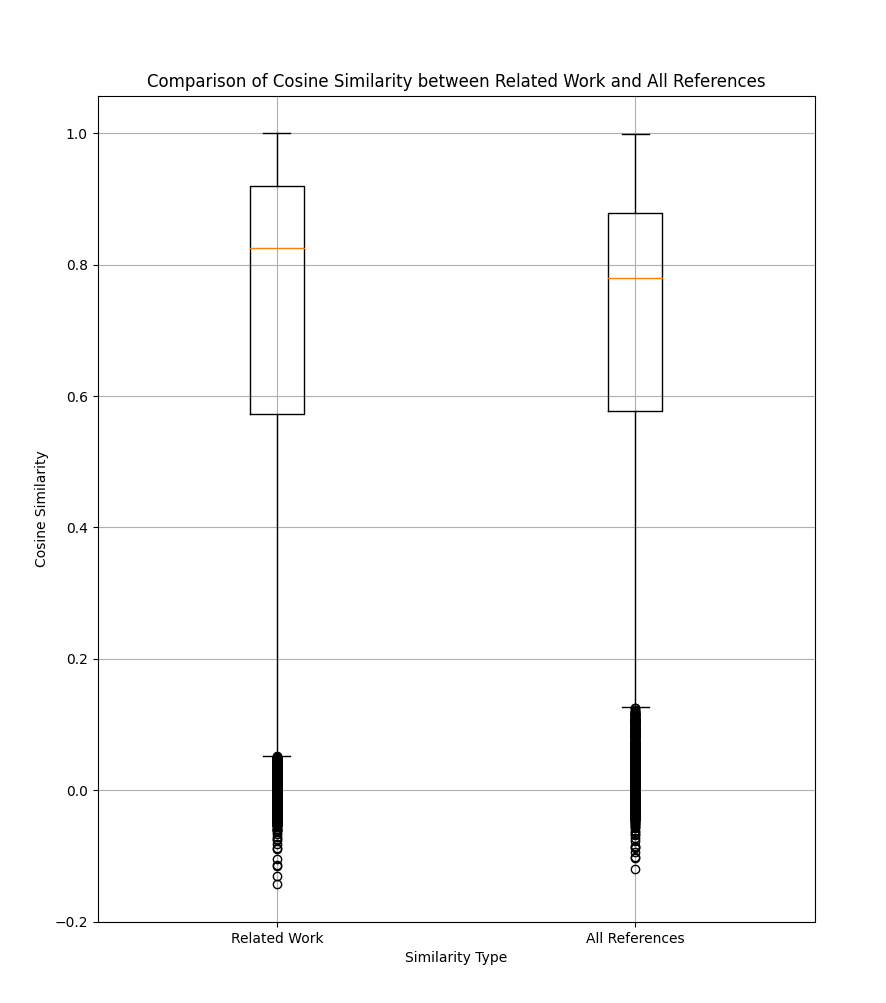 Comparison of Cosine Similarity between Related Work and All References
1.0
0.8
0.6
0.4
0.2
0.0
−0.2
Cosine Similarity
Related Work
All References
Similarity Type